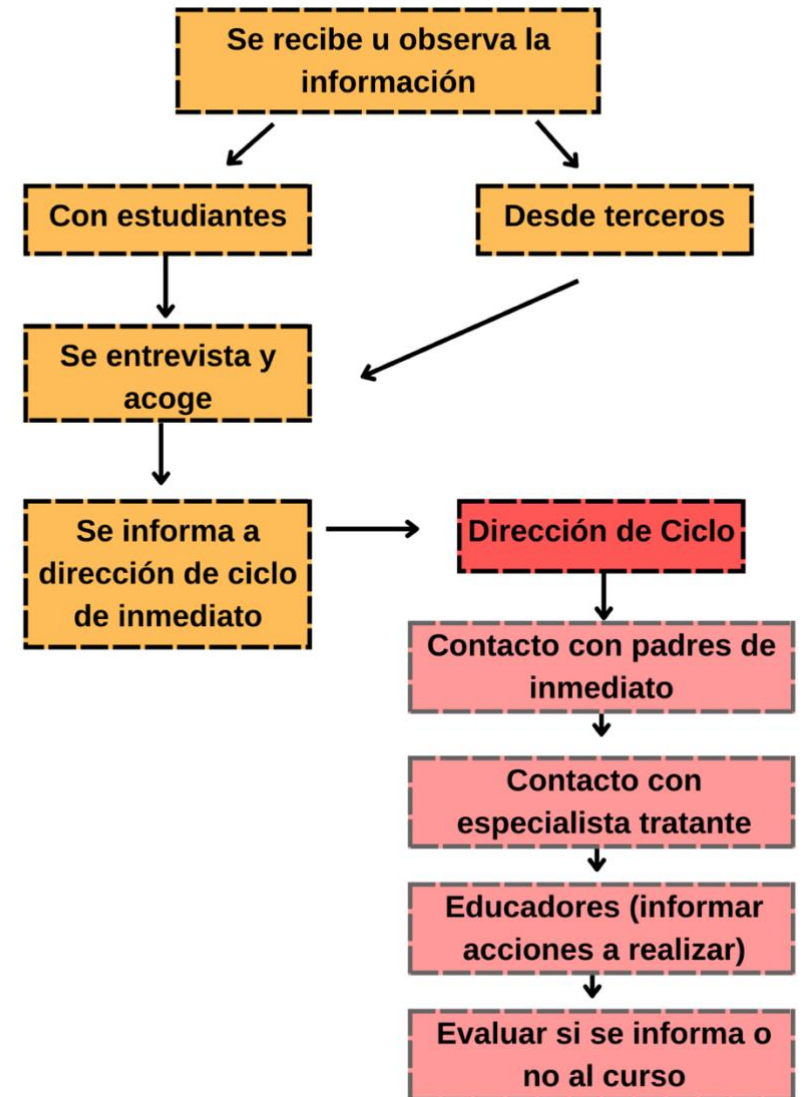 Se recibe u observa la
información
Con estudiantes
Desde terceros
Se entrevista y
acoge
Se informa a
dirección de ciclo
de inmediato
Dirección de Ciclo
Contacto con padres de
inmediato
Contacto con
especialista tratante
Educadores (informar
acciones a realizar)
Evaluar si se informa o
no al curso